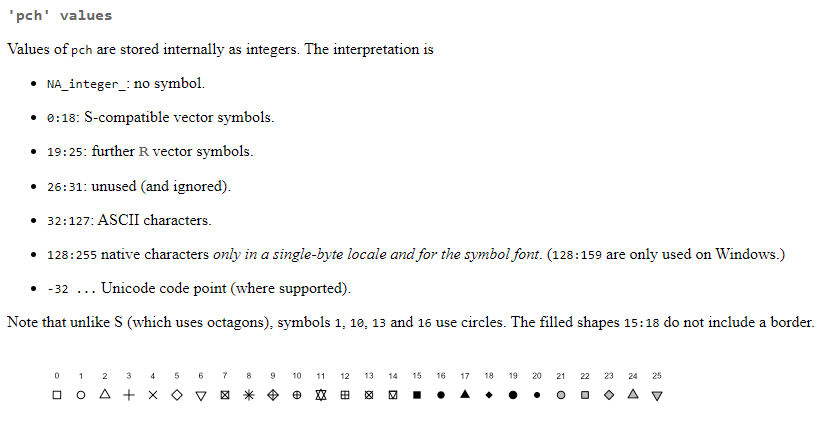 'pch' values
Values of pch are stored internally as integers. The interpretation is
• NA_integer_: no symbol.
• 0:18: S-compatible vector symbols.
• 19:25: further R vector symbols.
• 26:31: unused (and ignored).
• 32:127: ASCII characters.
• 128:255 native characters only in a single-byte locale and for the symbol font. (128:159 are only used on Windows.)
• -32 ... Unicode code point (where supported).
Note that unlike S (which uses octagons), symbols 1, 10, 13 and 16 use circles. The filled shapes 15:18 do not include a border.
0 1 2 3 4 5 6 7 8 9 10 11 12 13 14 15 16 17 18 19 20 21 22 23 24 25